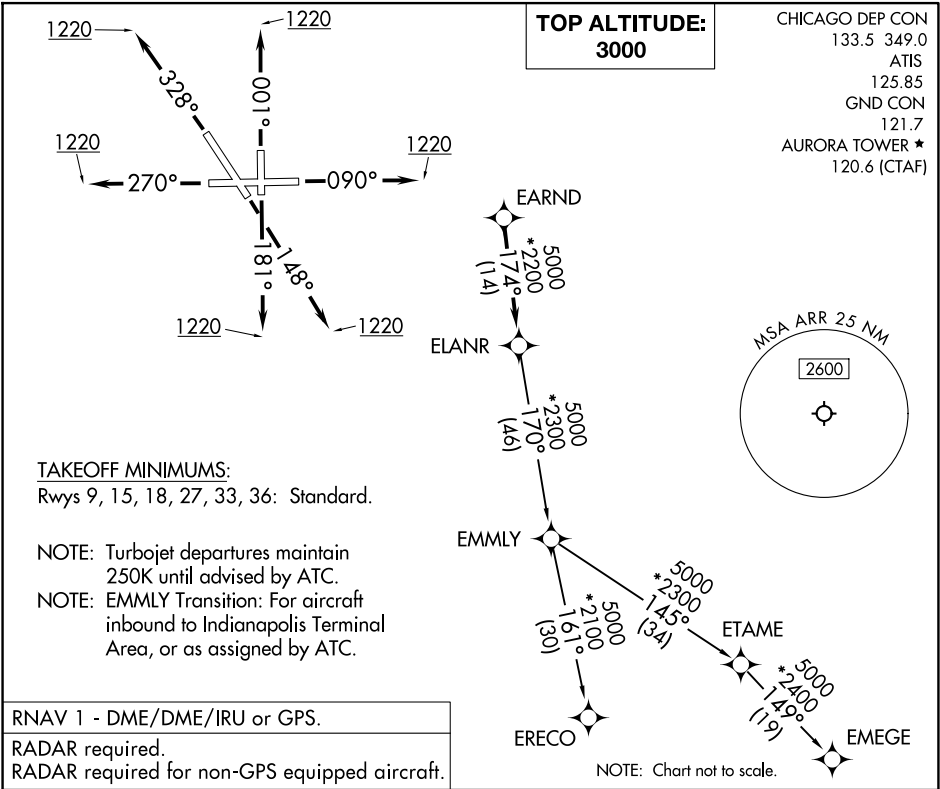 TOP ALTITUDE:
3000
CHICAGO DEP CON
133.5 349.0
ATIS
125.85
GND CON
121.7
AURORA TOWER ★
120.6 (CTAF)
1220
1220
328°
001°
1220
1220
270°
090°
181°
148°
1220
1220
EARND
5000
*2200
174°
(14)
ELANR
5000
*2300
170°
(46)
MSA ARR 25 NM
2600
EMMLY
5000
*2300
145°
(34)
5000
*2100
161°
(30)
ETAME
5000
*2400
149°
(19)
ERECO
EMEGE
TAKEOFF MINIMUMS:
Rwys 9, 15, 18, 27, 33, 36: Standard.
NOTE: Turbojet departures maintain
250K until advised by ATC.
NOTE: EMMLY Transition: For aircraft
inbound to Indianapolis Terminal
Area, or as assigned by ATC.
RNAV 1 - DME/DME/IRU or GPS.
RADAR required.
RADAR required for non-GPS equipped aircraft.
NOTE: Chart not to scale.